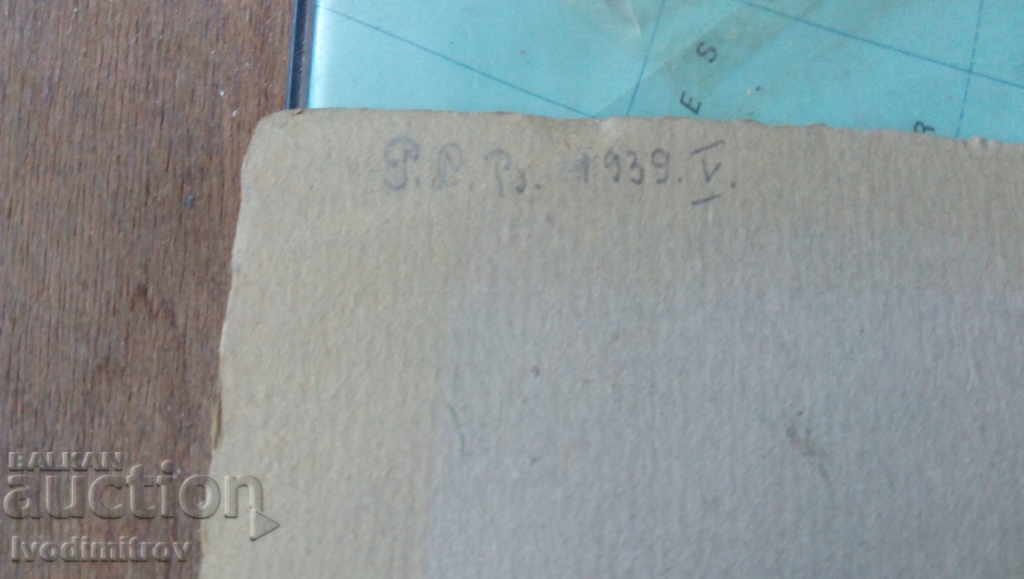 E S
R
P. L. B. 1939. V.
BALKAN
auction
Ivodimitrov